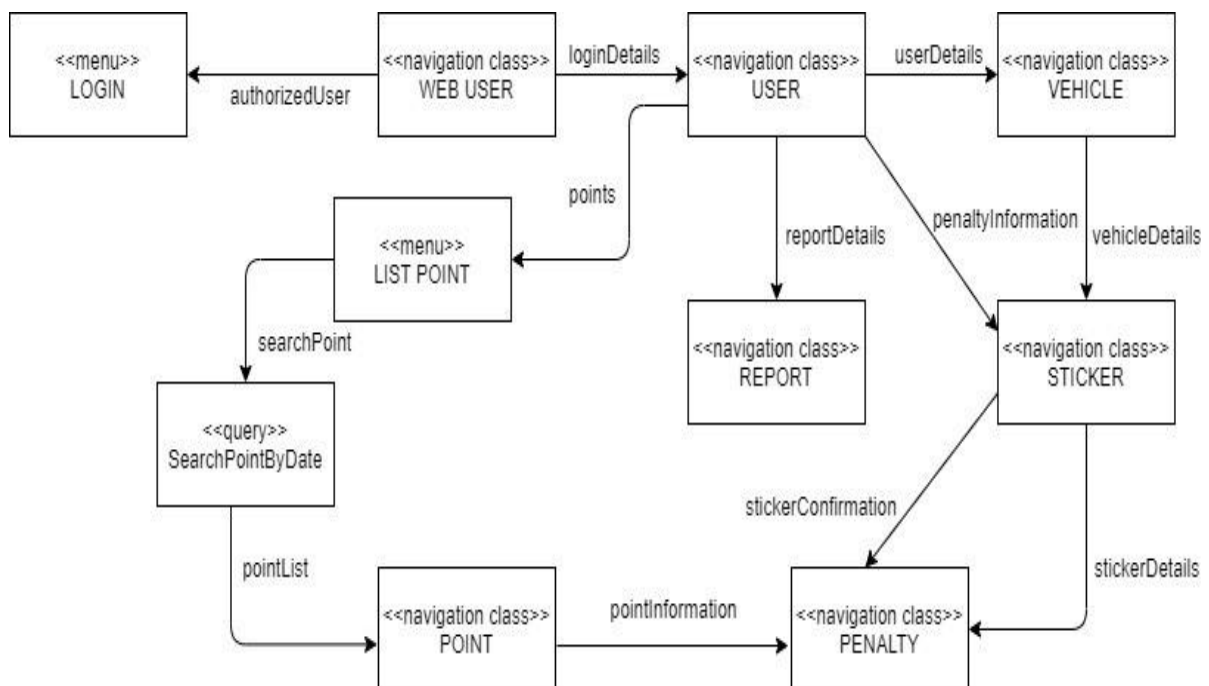 <<menu>>
LOGIN
authorizedUser
<<navigation class>>
WEB USER
loginDetails
<<navigation class>>
USER
userDetails
<<navigation class>>
VEHICLE
points
<<menu>>
LIST POINT
reportDetails
penaltyInformation
vehicleDetails
searchPoint
<<navigation class>>
REPORT
<<navigation class>>
STICKER
<<query>>
SearchPointByDate
stickerConfirmation
pointList
stickerDetails
<<navigation class>>
POINT
pointInformation
<<navigation class>>
PENALTY